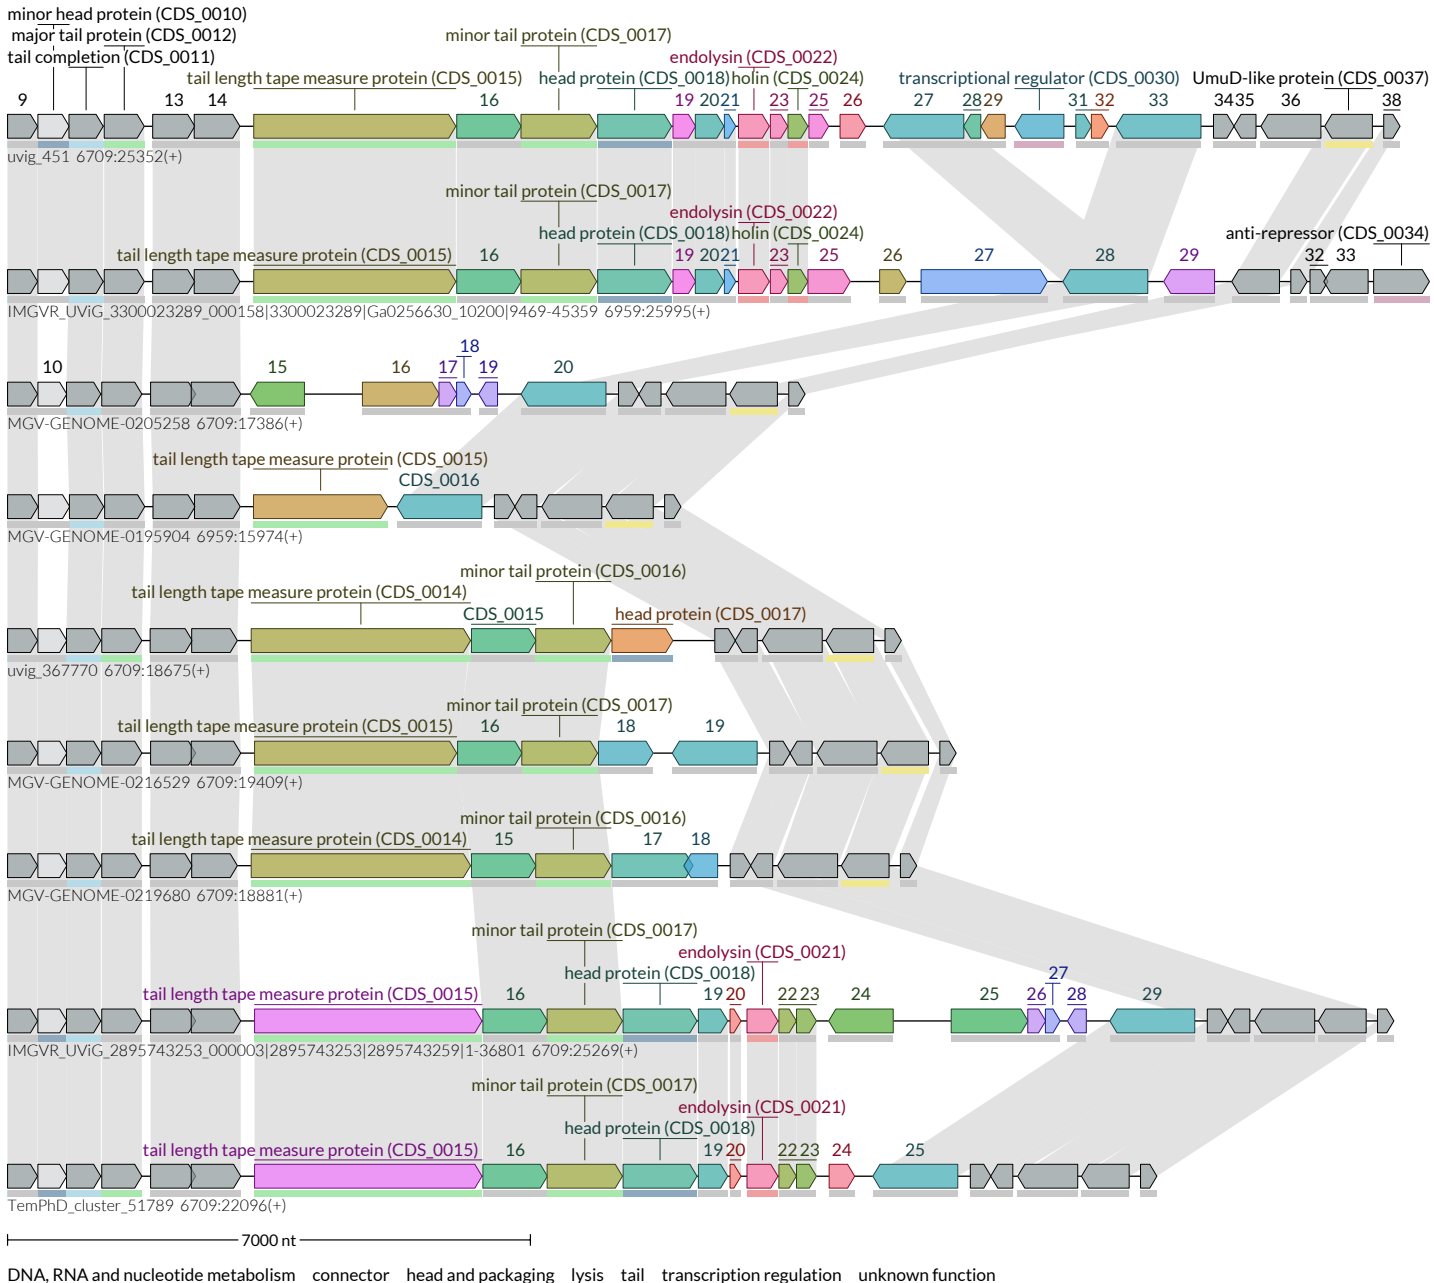 minor head protein (CDS_0010)
major tail protein (CDS_0012)
minor tail protein (CDS_0017)
tail completion (CDS_0011)
endolysin (CDS_0022)
tail length tape measure protein (CDS_0015)
head protein (CDS_0018)
holin (CDS_0024)
transcriptional regulator (CDS_0030)
UmuD-like protein (CDS_0037)
9 13 14 16 19 20 21 23 25 26 27 28 29 31 32 33 34 35 36 38
uvig_451 6709:25352(+)
minor tail protein (CDS_0017)
endolysin (CDS_0022)
head protein (CDS_0018)
holin (CDS_0024)
anti-repressor (CDS_0034)
tail length tape measure protein (CDS_0015)
16 19 20 21 23 25 26 27 28 29 32 33
IMGVR_UViG_3300023289_000158|3300023289|Ga0256630_10200|9469-45359 6959:25995(+)
18
10 15 16 17 19 20
MGV-GENOME-0205258 6709:17386(+)
tail length tape measure protein (CDS_0015)
CDS_0016
MGV-GENOME-0195904 6959:15974(+)
minor tail protein (CDS_0016)
tail length tape measure protein (CDS_0014)
CDS_0015
head protein (CDS_0017)
uvig_367770 6709:18675(+)
minor tail protein (CDS_0017)
tail length tape measure protein (CDS_0015)
16 18 19
MGV-GENOME-0216529 6709:19409(+)
minor tail protein (CDS_0016)
tail length tape measure protein (CDS_0014)
15 17 18
MGV-GENOME-0219680 6709:18881(+)
minor tail protein (CDS_0017)
endolysin (CDS_0021)
head protein (CDS_0018)
27
tail length tape measure protein (CDS_0015)
16 19 20 22 23 24 25 26 28 29
IMGVR_UViG_2895743253_000003|2895743253|2895743259|1-36801 6709:25269(+)
minor tail protein (CDS_0017)
endolysin (CDS_0021)
head protein (CDS_0018)
tail length tape measure protein (CDS_0015)
16 19 20 22 23 24 25
TemPhD_cluster_51789 6709:22096(+)
7000 nt
DNA, RNA and nucleotide metabolism connector head and packaging lysis tail transcription regulation unknown function